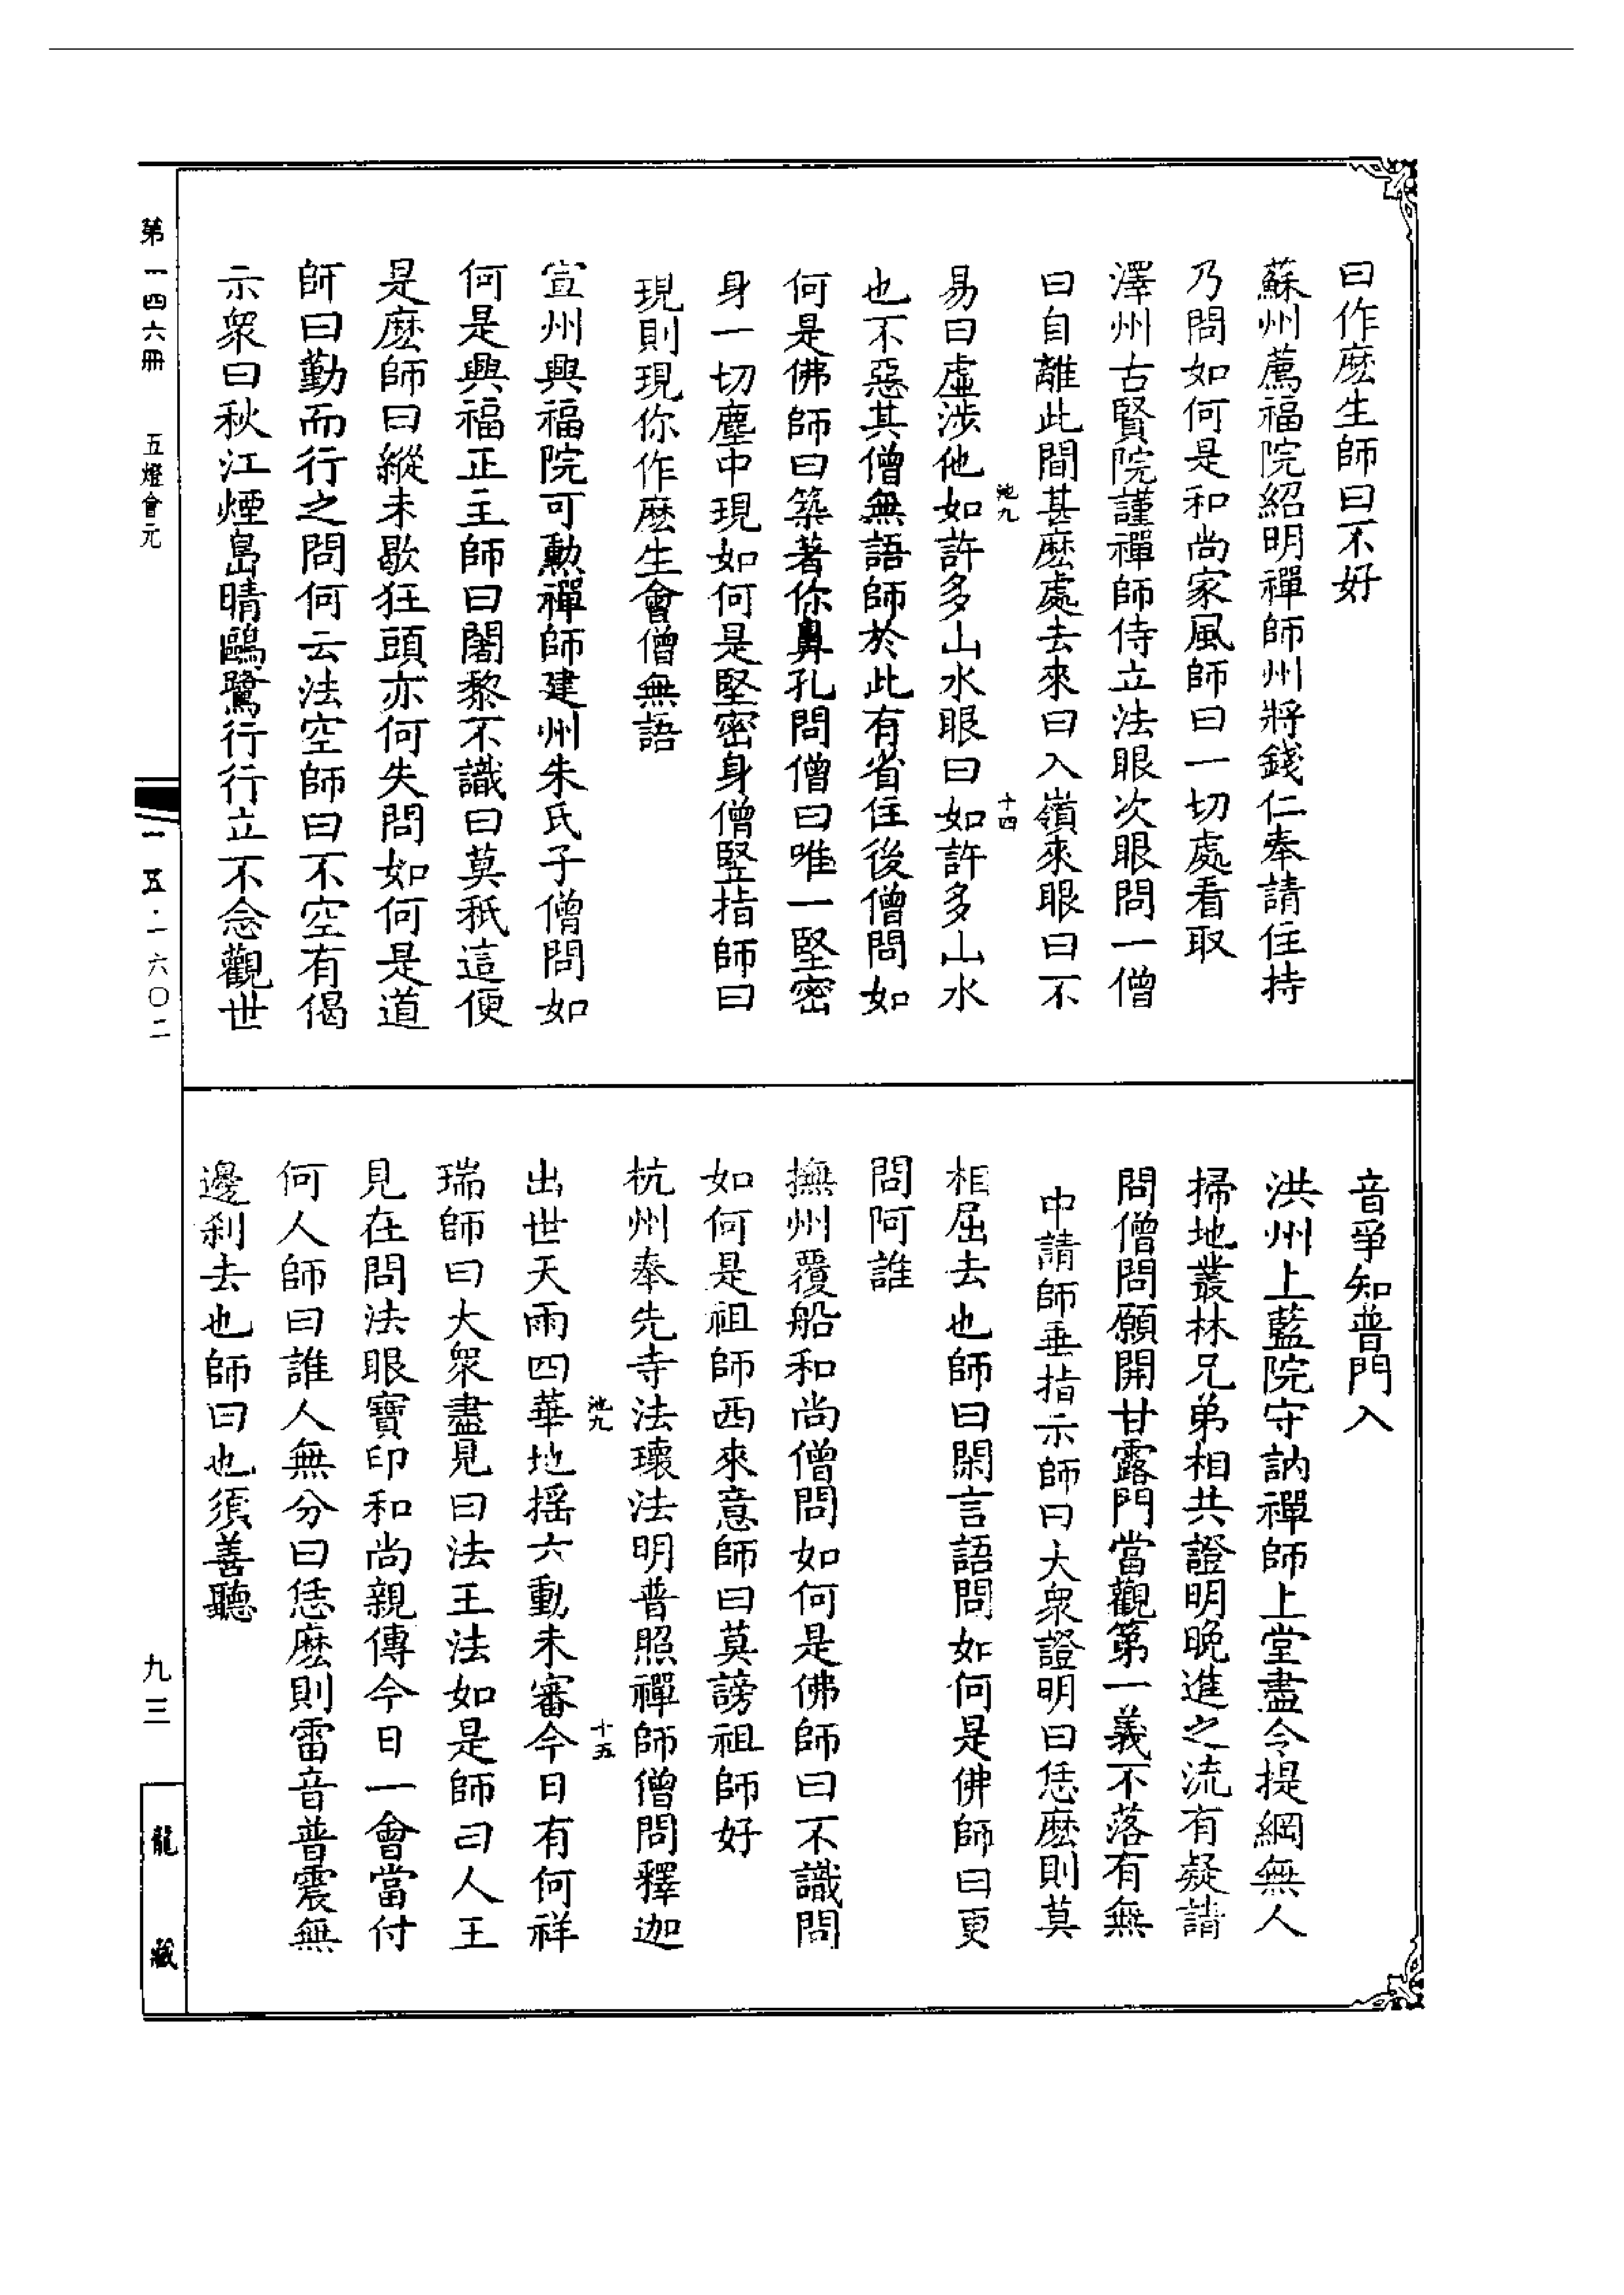 曰作麽生師曰不好
蘇州薦福院紹明禪師州將錢仁奉請住持
乃問如何是和尚家風師曰一切處看取
澤州古賢院謹禪師侍立法眼次眼問一僧
曰自離此間甚麽處去來曰入嶺來眼曰不
易曰虛涉他如許多山水眼曰如許多山水
池九
十四
也不惡其僧無語師於此有省住後僧問如
何是佛師曰築著你鼻孔問僧曰唯一堅密
身一切塵中現如何是堅密身僧竪指師曰
現則現你作麽生會僧無語
宣州興福院可勲禪師建州朱氏子僧問如
何是興福正主師曰闍黎不識曰莫秖這便
是麽師曰縱未歇狂頭亦何失問如何是道
師曰勤而行之問何云法空師曰不空有偈
示衆曰秋江煙島晴鷗鷺行行立不念觀世
音爭知普門入
洪州上藍院守訥禪師上堂盡令提綱無人
掃地叢林兄弟相共證明晚進之流有疑請
問僧問願開甘露門當觀第一義不落有無
中請師垂指示師曰大衆證明曰恁麽則莫
相屈去也師曰閑言語問如何是佛師曰更
問阿誰
撫州覆船和尚僧問如何是佛師曰不識問
如何是祖師西來意師曰莫謗祖師好
杭州奉先寺法瓌法明普照禪師僧問釋迦
池九
十五
出世天雨四華地搖六動未審今日有何祥
瑞師曰大衆盡見曰法王法如是師曰人王
見在問法眼寶印和尚親傳今日一會當付
何人師曰誰人無分曰恁麽則雷音普震無
邊刹去也師曰也須善聽
第一四六冊 五燈會元
一五·一六〇二
九三
龍藏